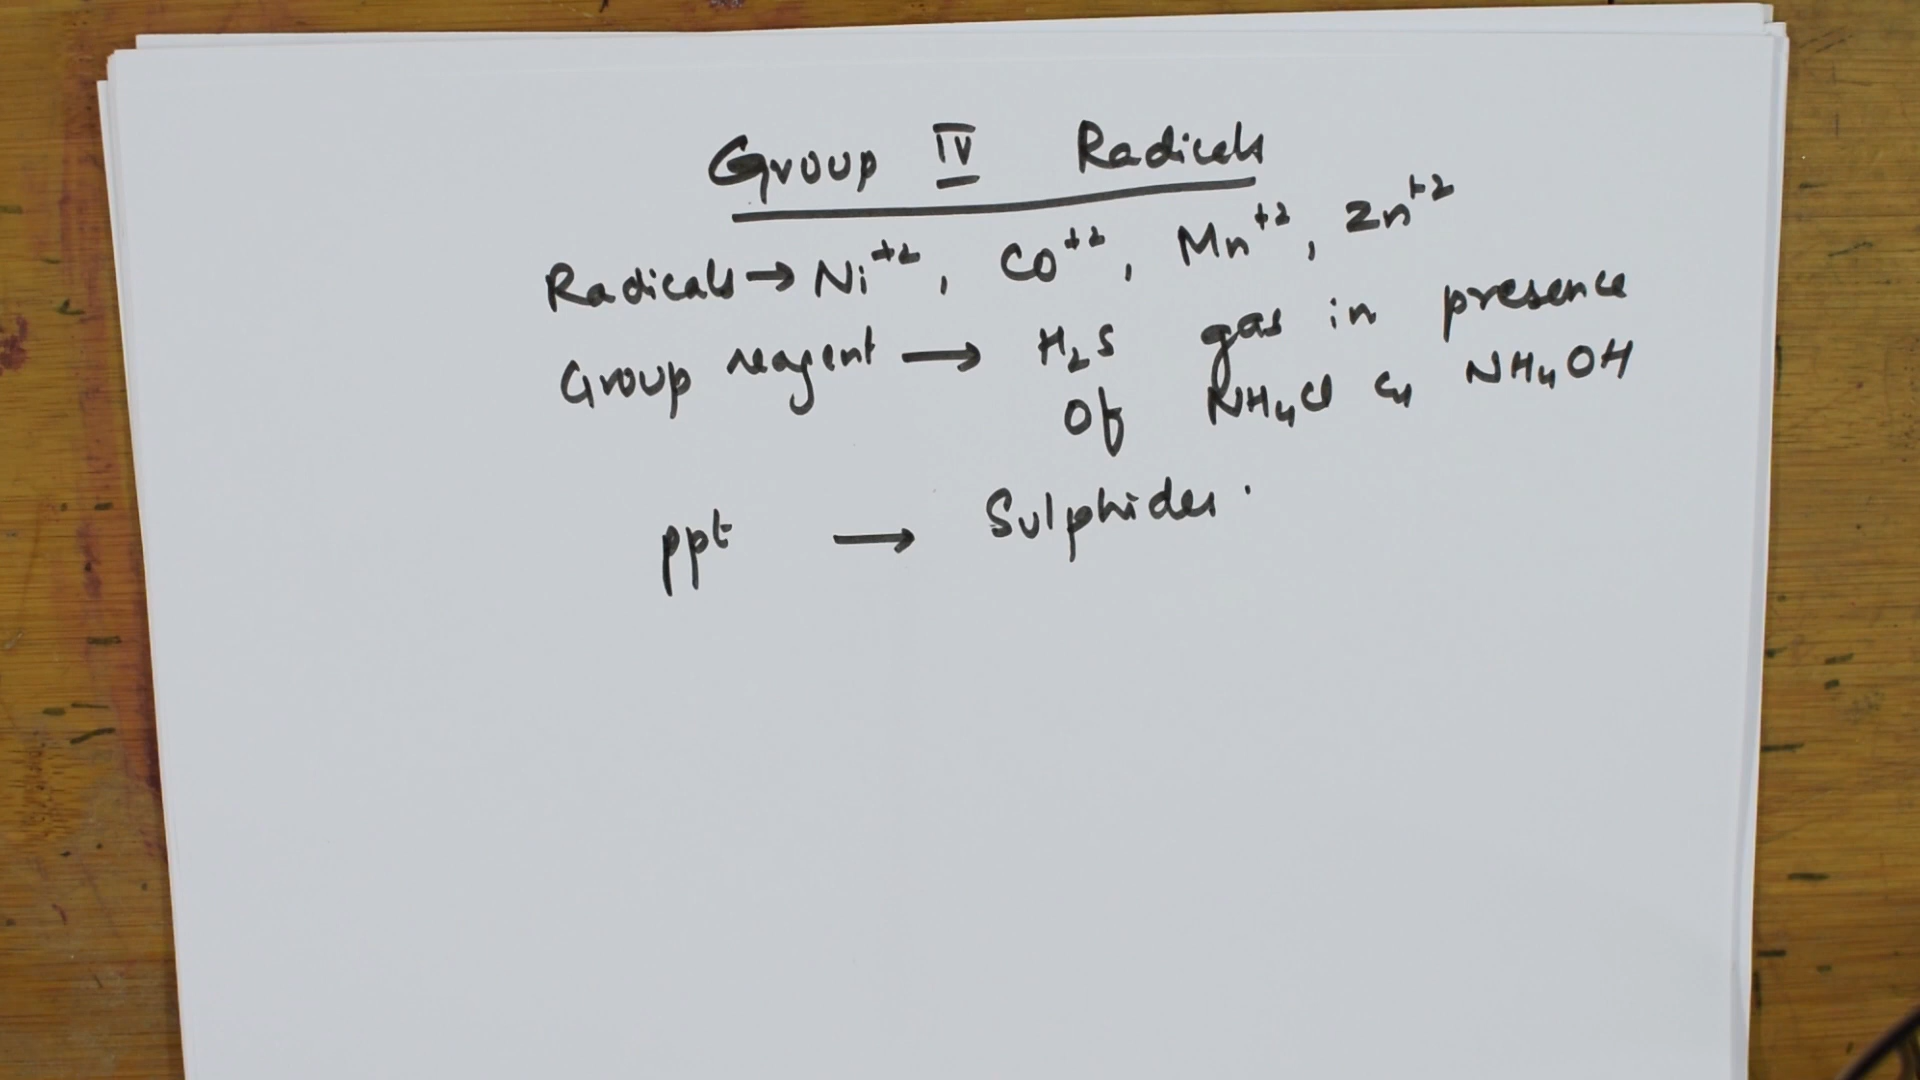 Group IV Radicals
Radicals → Ni⁺², Co⁺², Mn⁺², Zn⁺²
Group reagent → H₂S gas in presence
of NH₄Cl & NH₄OH
ppt → Sulphides.